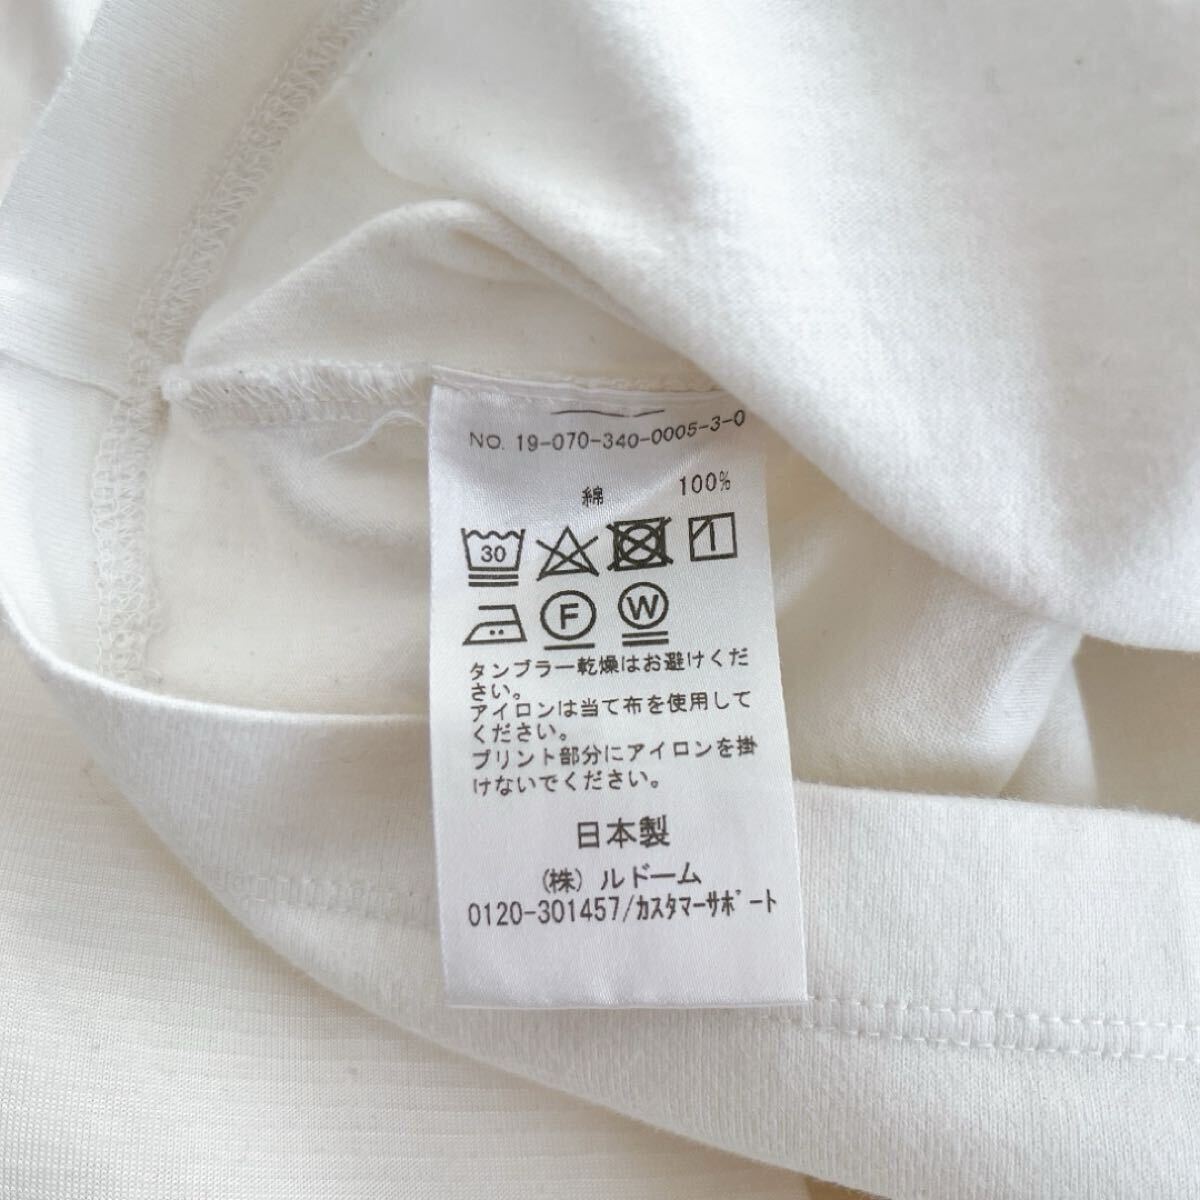 NO. 19-070-340-0005-3-0
綿 100%
30
F W
タンブラー乾燥はお避けくだ
さい。
アイロンは当て布を使用して
ください。
プリント部分にアイロンを掛
けないでください。
日本製
(株) ルドーム
0120-301457/ｶｽﾀﾏｰｻﾎﾟｰﾄ